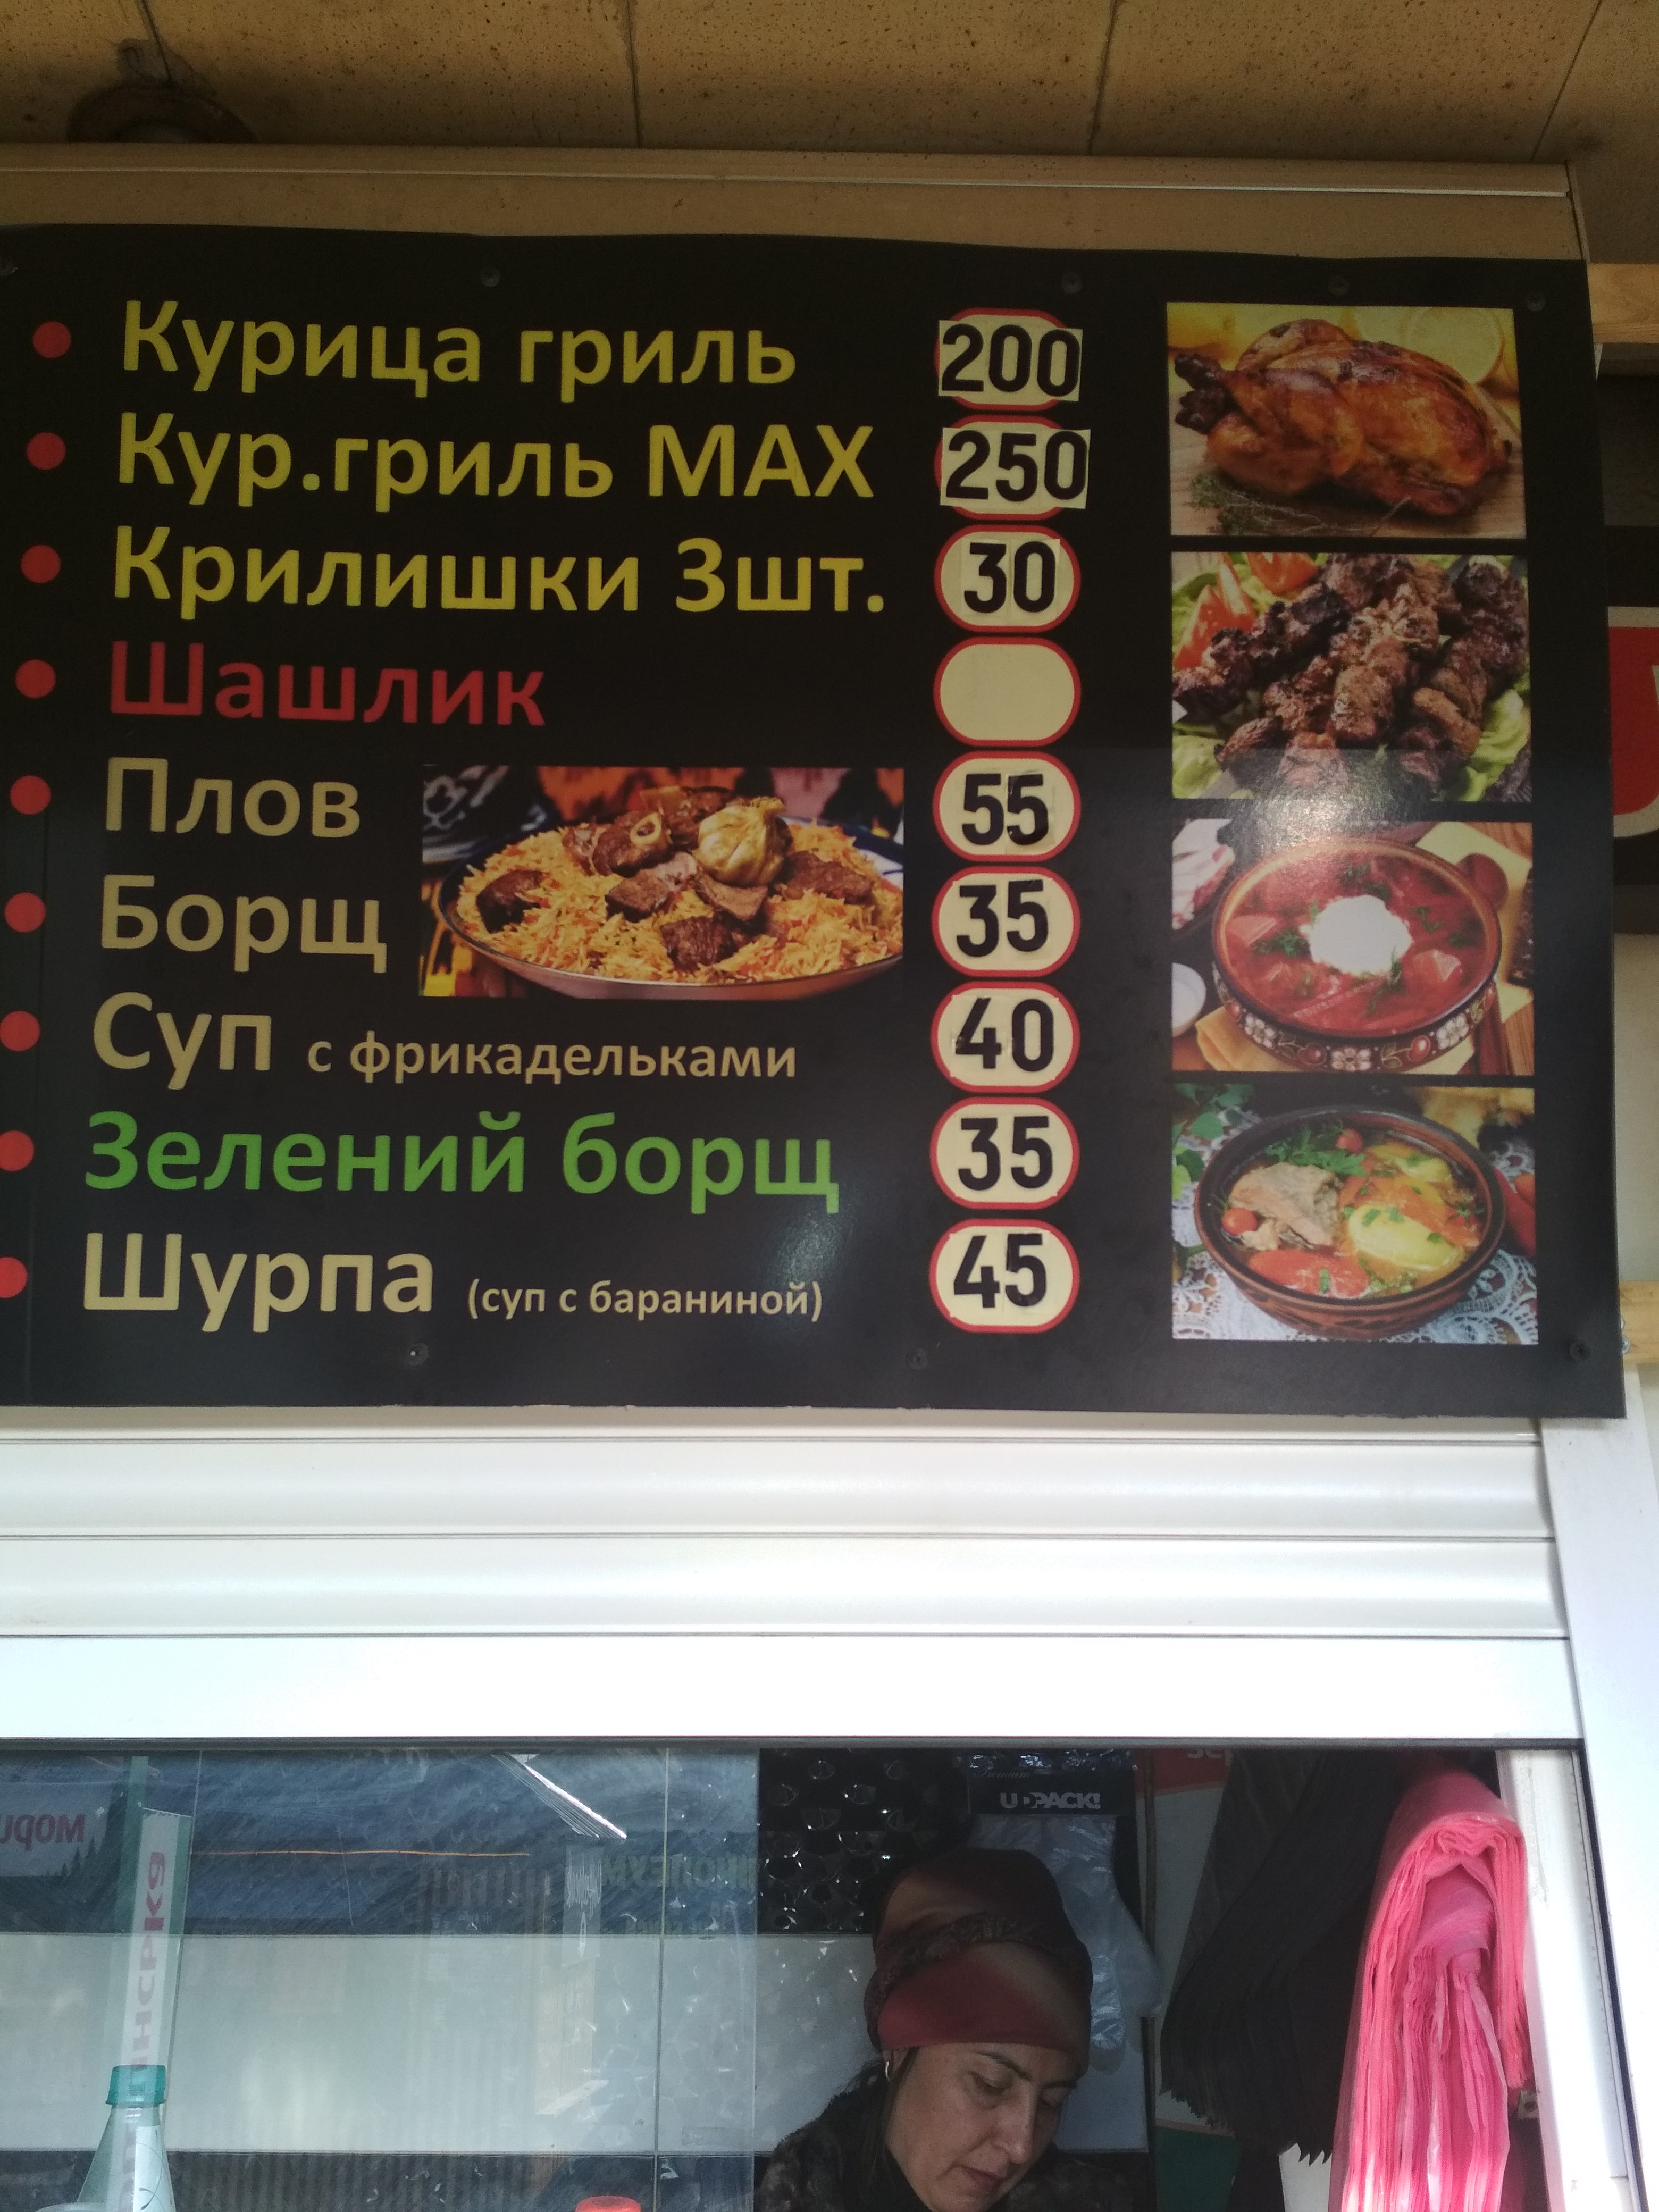 Курица гриль 200
Кур.гриль МАХ 250
Крилишки 3шт. 30
Шашлик
Плов 55
Борщ 35
Суп с фрикадельками 40
Зелений борщ 35
Шурпа (суп с бараниной) 45